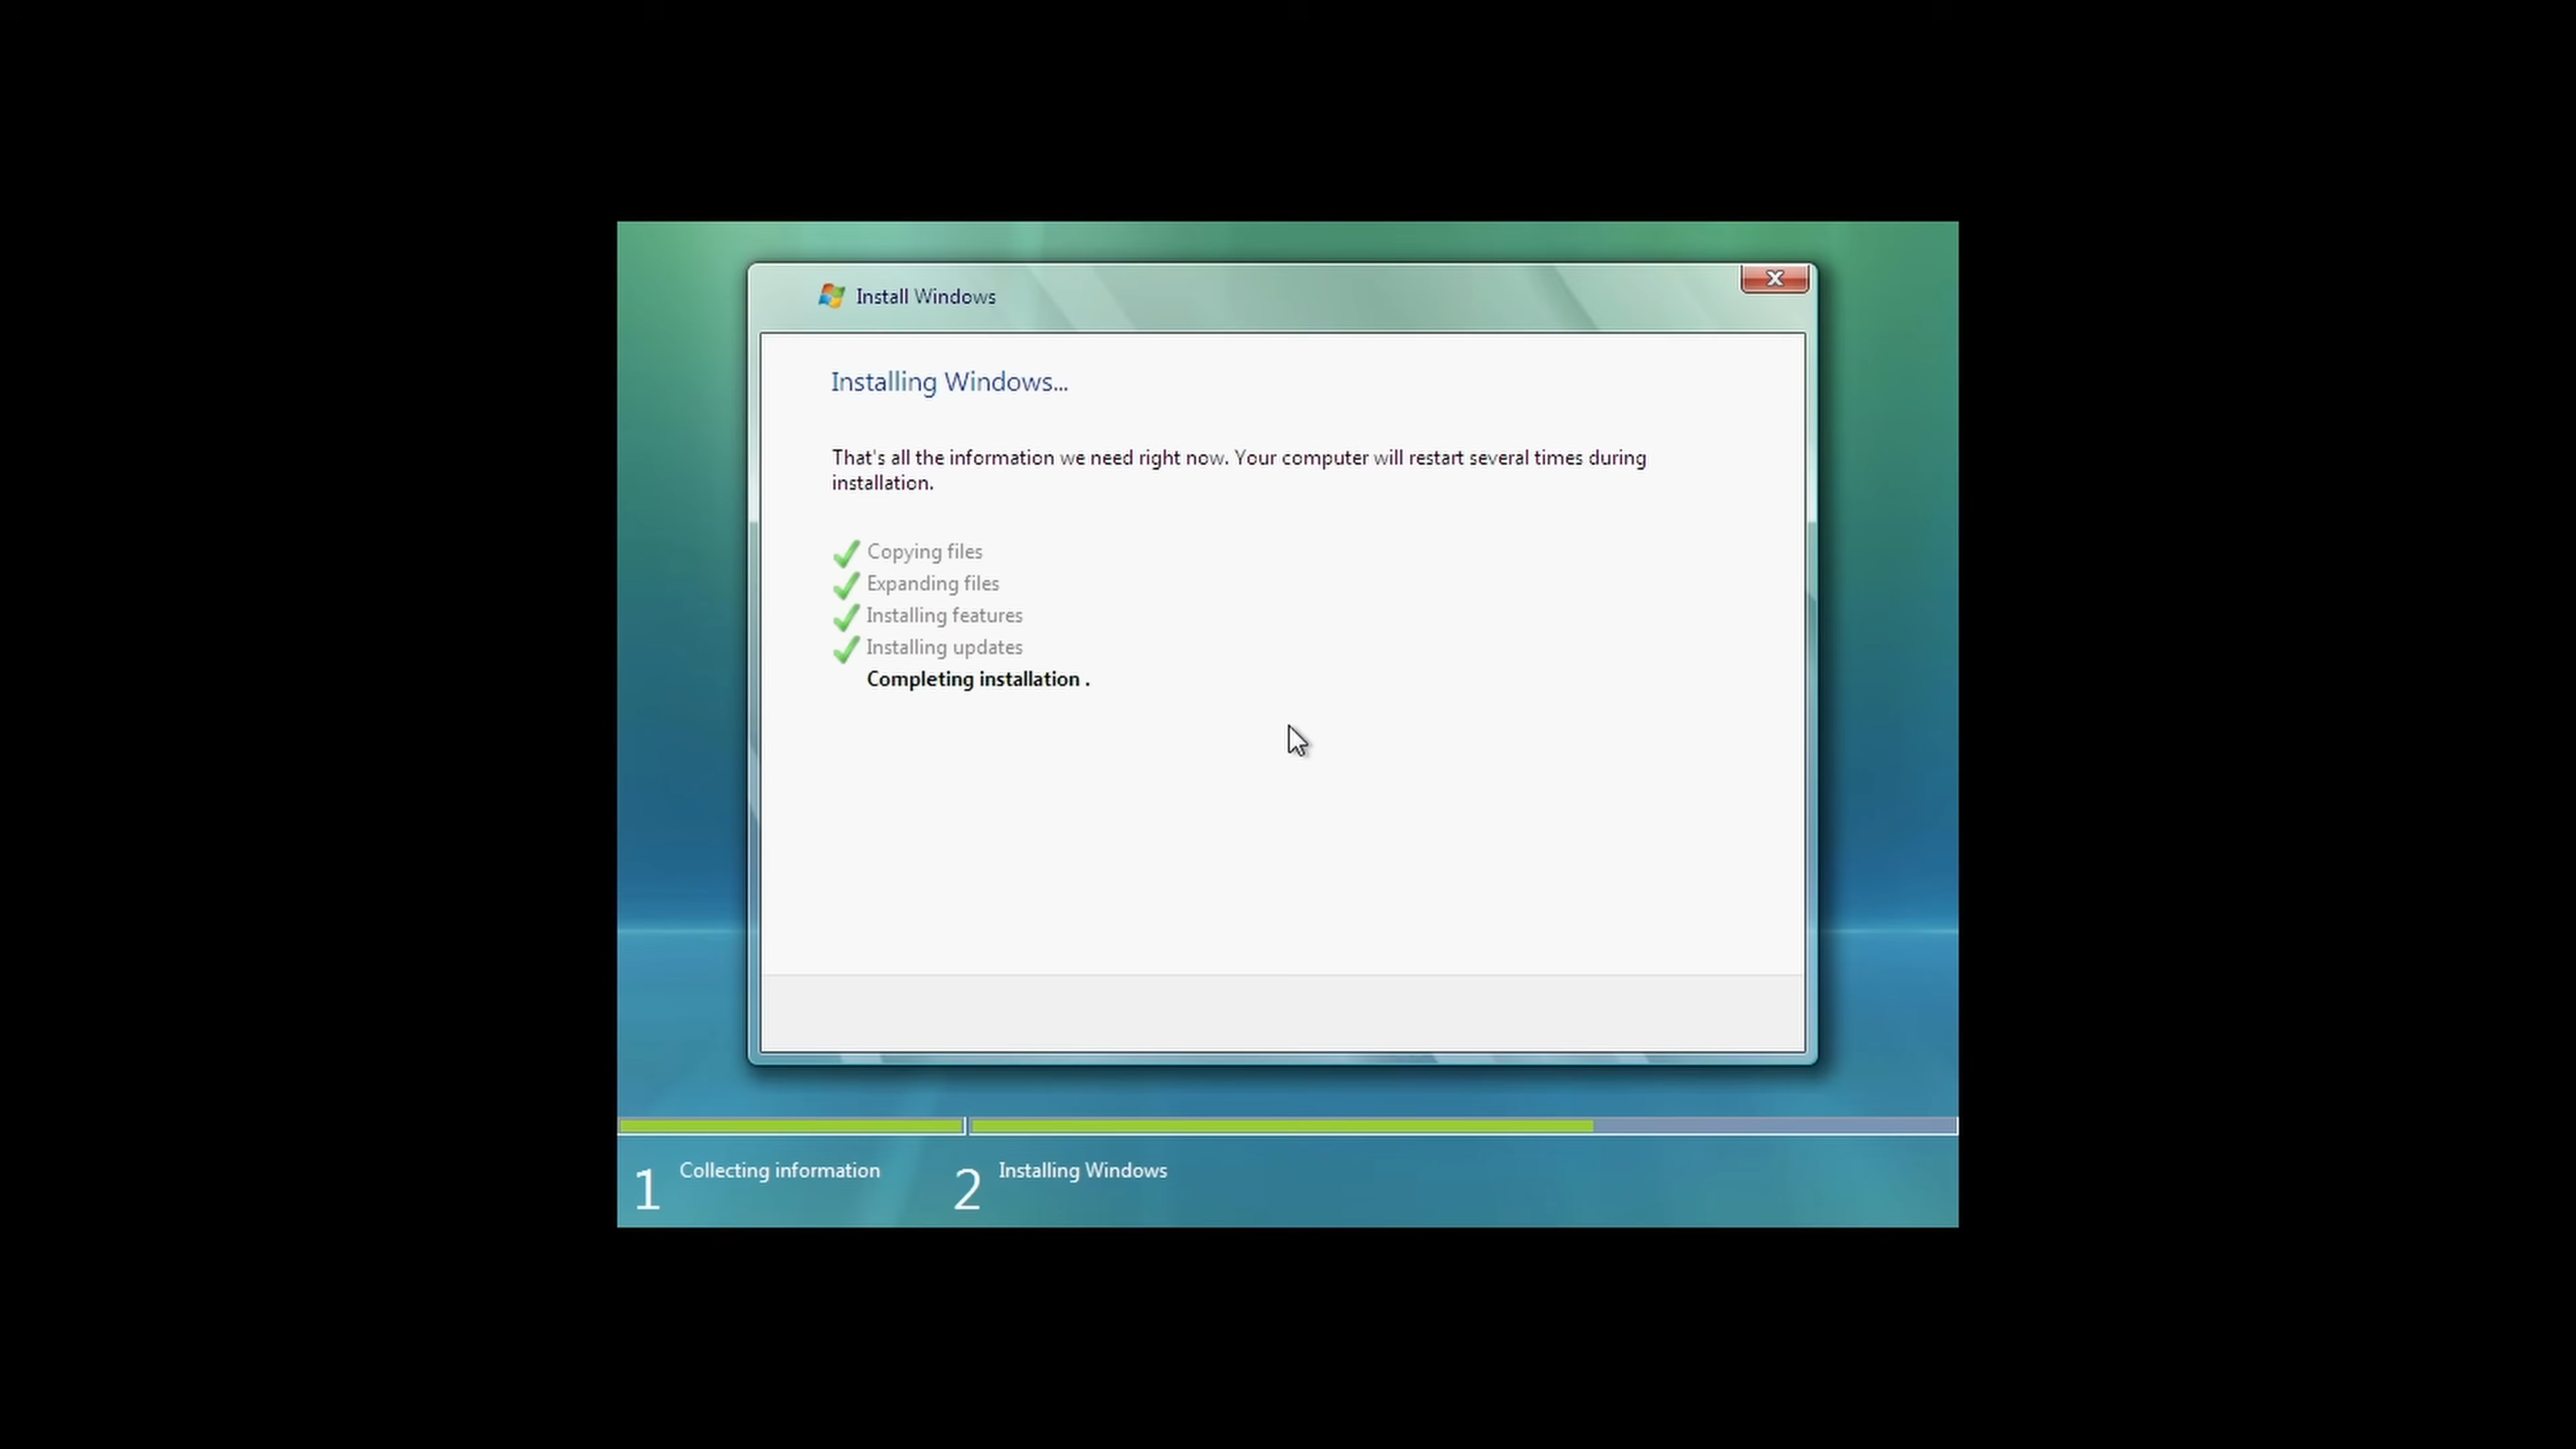 Install Windows
Installing Windows...
That's all the information we need right now. Your computer will restart several times during
installation.
Copying files
Expanding files
Installing features
Installing updates
Completing installation .
1 Collecting information
2 Installing Windows